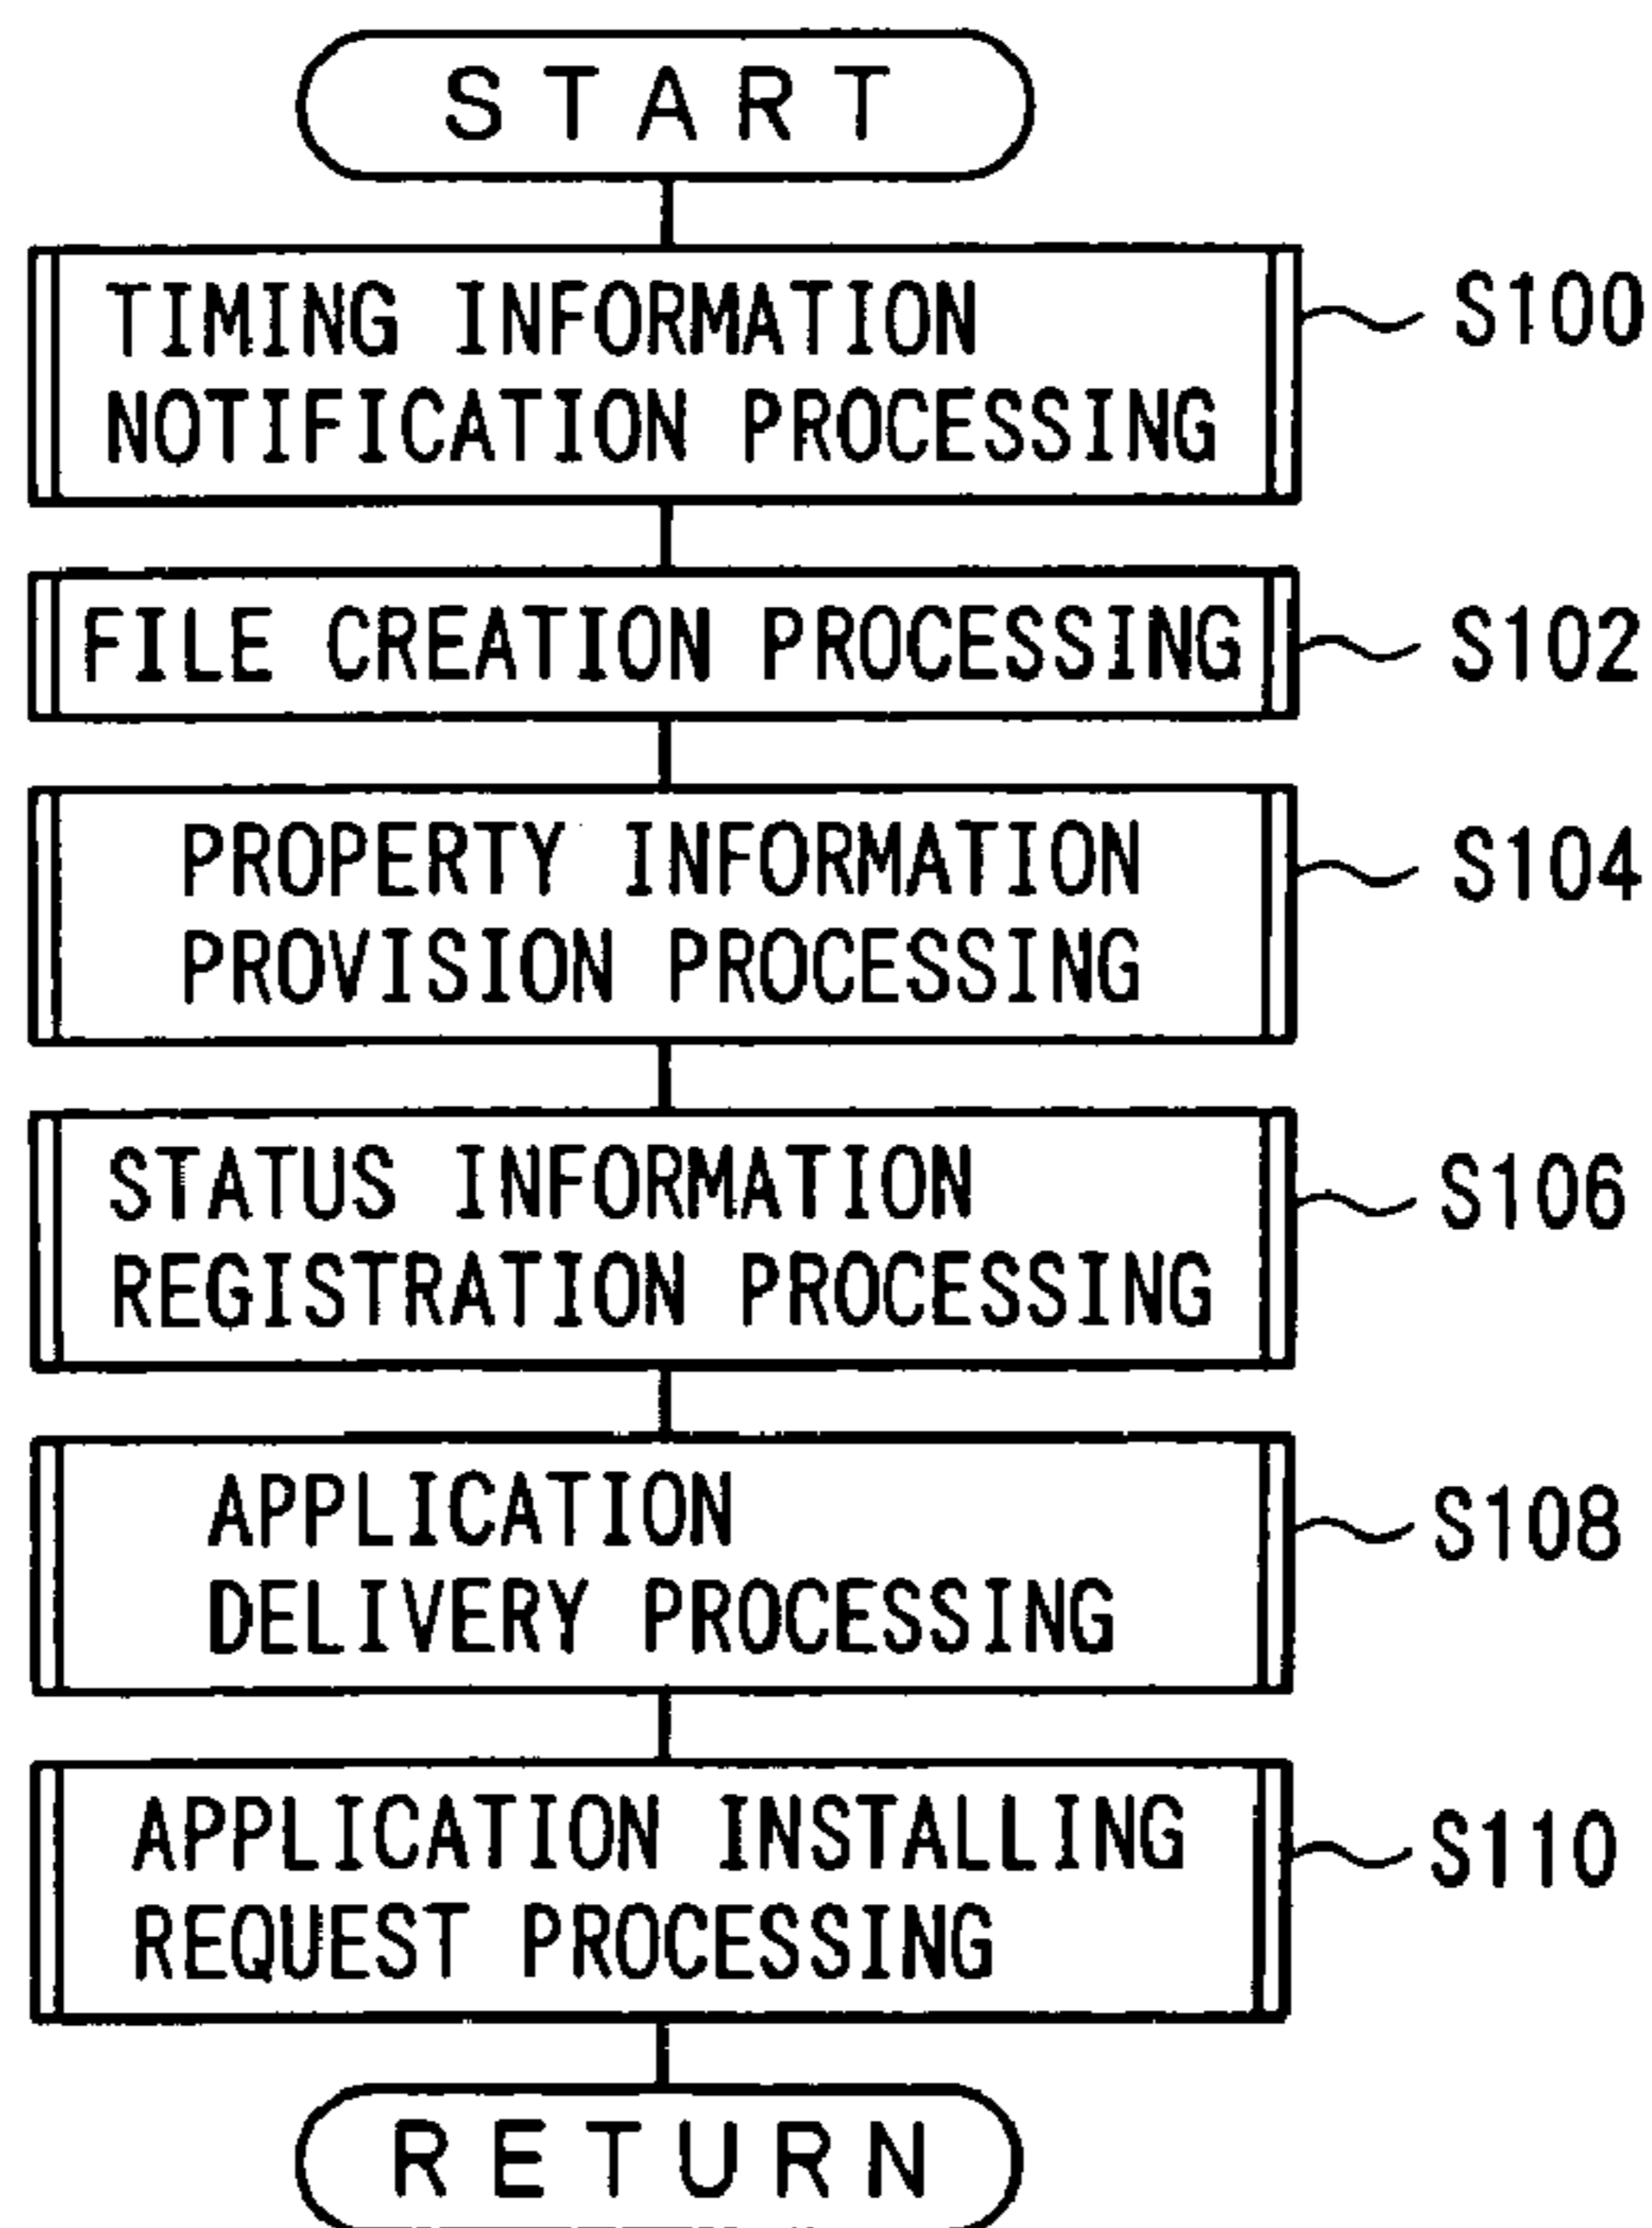 START
TIMING INFORMATION
NOTIFICATION PROCESSING
S100
FILE CREATION PROCESSING
S102
PROPERTY INFORMATION
PROVISION PROCESSING
S104
STATUS INFORMATION
REGISTRATION PROCESSING
S106
APPLICATION
DELIVERY PROCESSING
S108
APPLICATION INSTALLING
REQUEST PROCESSING
S110
RETURN